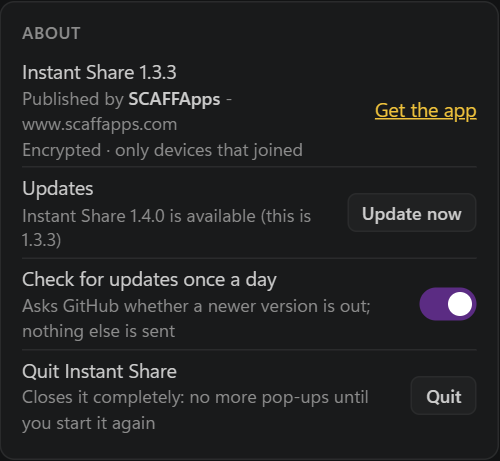 ABOUT
Instant Share 1.3.3
Published by SCAFFApps -
www.scaffapps.com
Encrypted · only devices that joined
Get the app
Updates
Instant Share 1.4.0 is available (this is
1.3.3)
Update now
Check for updates once a day
Asks GitHub whether a newer version is out;
nothing else is sent
Quit Instant Share
Closes it completely: no more pop-ups until
you start it again
Quit